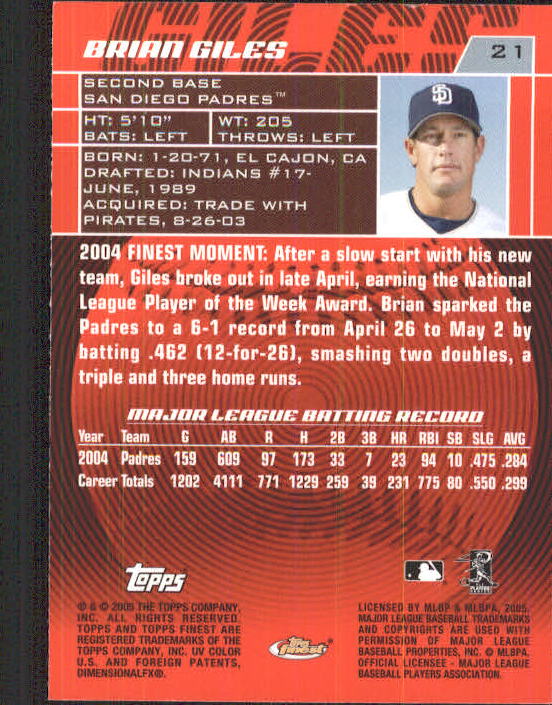 GILES
BRIAN GILES
21
SECOND BASE
SAN DIEGO PADRES™
HT: 5'10"
WT: 205
BATS: LEFT
THROWS: LEFT
BORN: 1-20-71, EL CAJON, CA
DRAFTED: INDIANS #17-
JUNE, 1989
ACQUIRED: TRADE WITH
PIRATES, 8-26-03
SD
2004 FINEST MOMENT: After a slow start with his new
team, Giles broke out in late April, earning the National
League Player of the Week Award. Brian sparked the
Padres to a 6-1 record from April 26 to May 2 by
batting .462 (12-for-26), smashing two doubles, a
triple and three home runs.
MAJOR LEAGUE BATTING RECORD
Year Team G AB R H 2B 3B HR RBI SB SLG AVG
2004 Padres 159 609 97 173 33 7 23 94 10 .475 .284
Career Totals 1202 4111 771 1229 259 39 231 775 80 .550 .299
Topps
® & © 2005 THE TOPPS COMPANY,
INC. ALL RIGHTS RESERVED.
TOPPS AND TOPPS FINEST ARE
REGISTERED TRADEMARKS OF THE
TOPPS COMPANY, INC. UV COLOR
U.S. AND FOREIGN PATENTS,
DIMENSIONALFX®.
Topps
finest
LICENSED BY MLBP & MLBPA, 2005.
MAJOR LEAGUE BASEBALL TRADEMARKS
AND COPYRIGHTS ARE USED WITH
PERMISSION OF MAJOR LEAGUE
BASEBALL PROPERTIES, INC. © MLBPA.
OFFICIAL LICENSEE - MAJOR LEAGUE
BASEBALL PLAYERS ASSOCIATION.